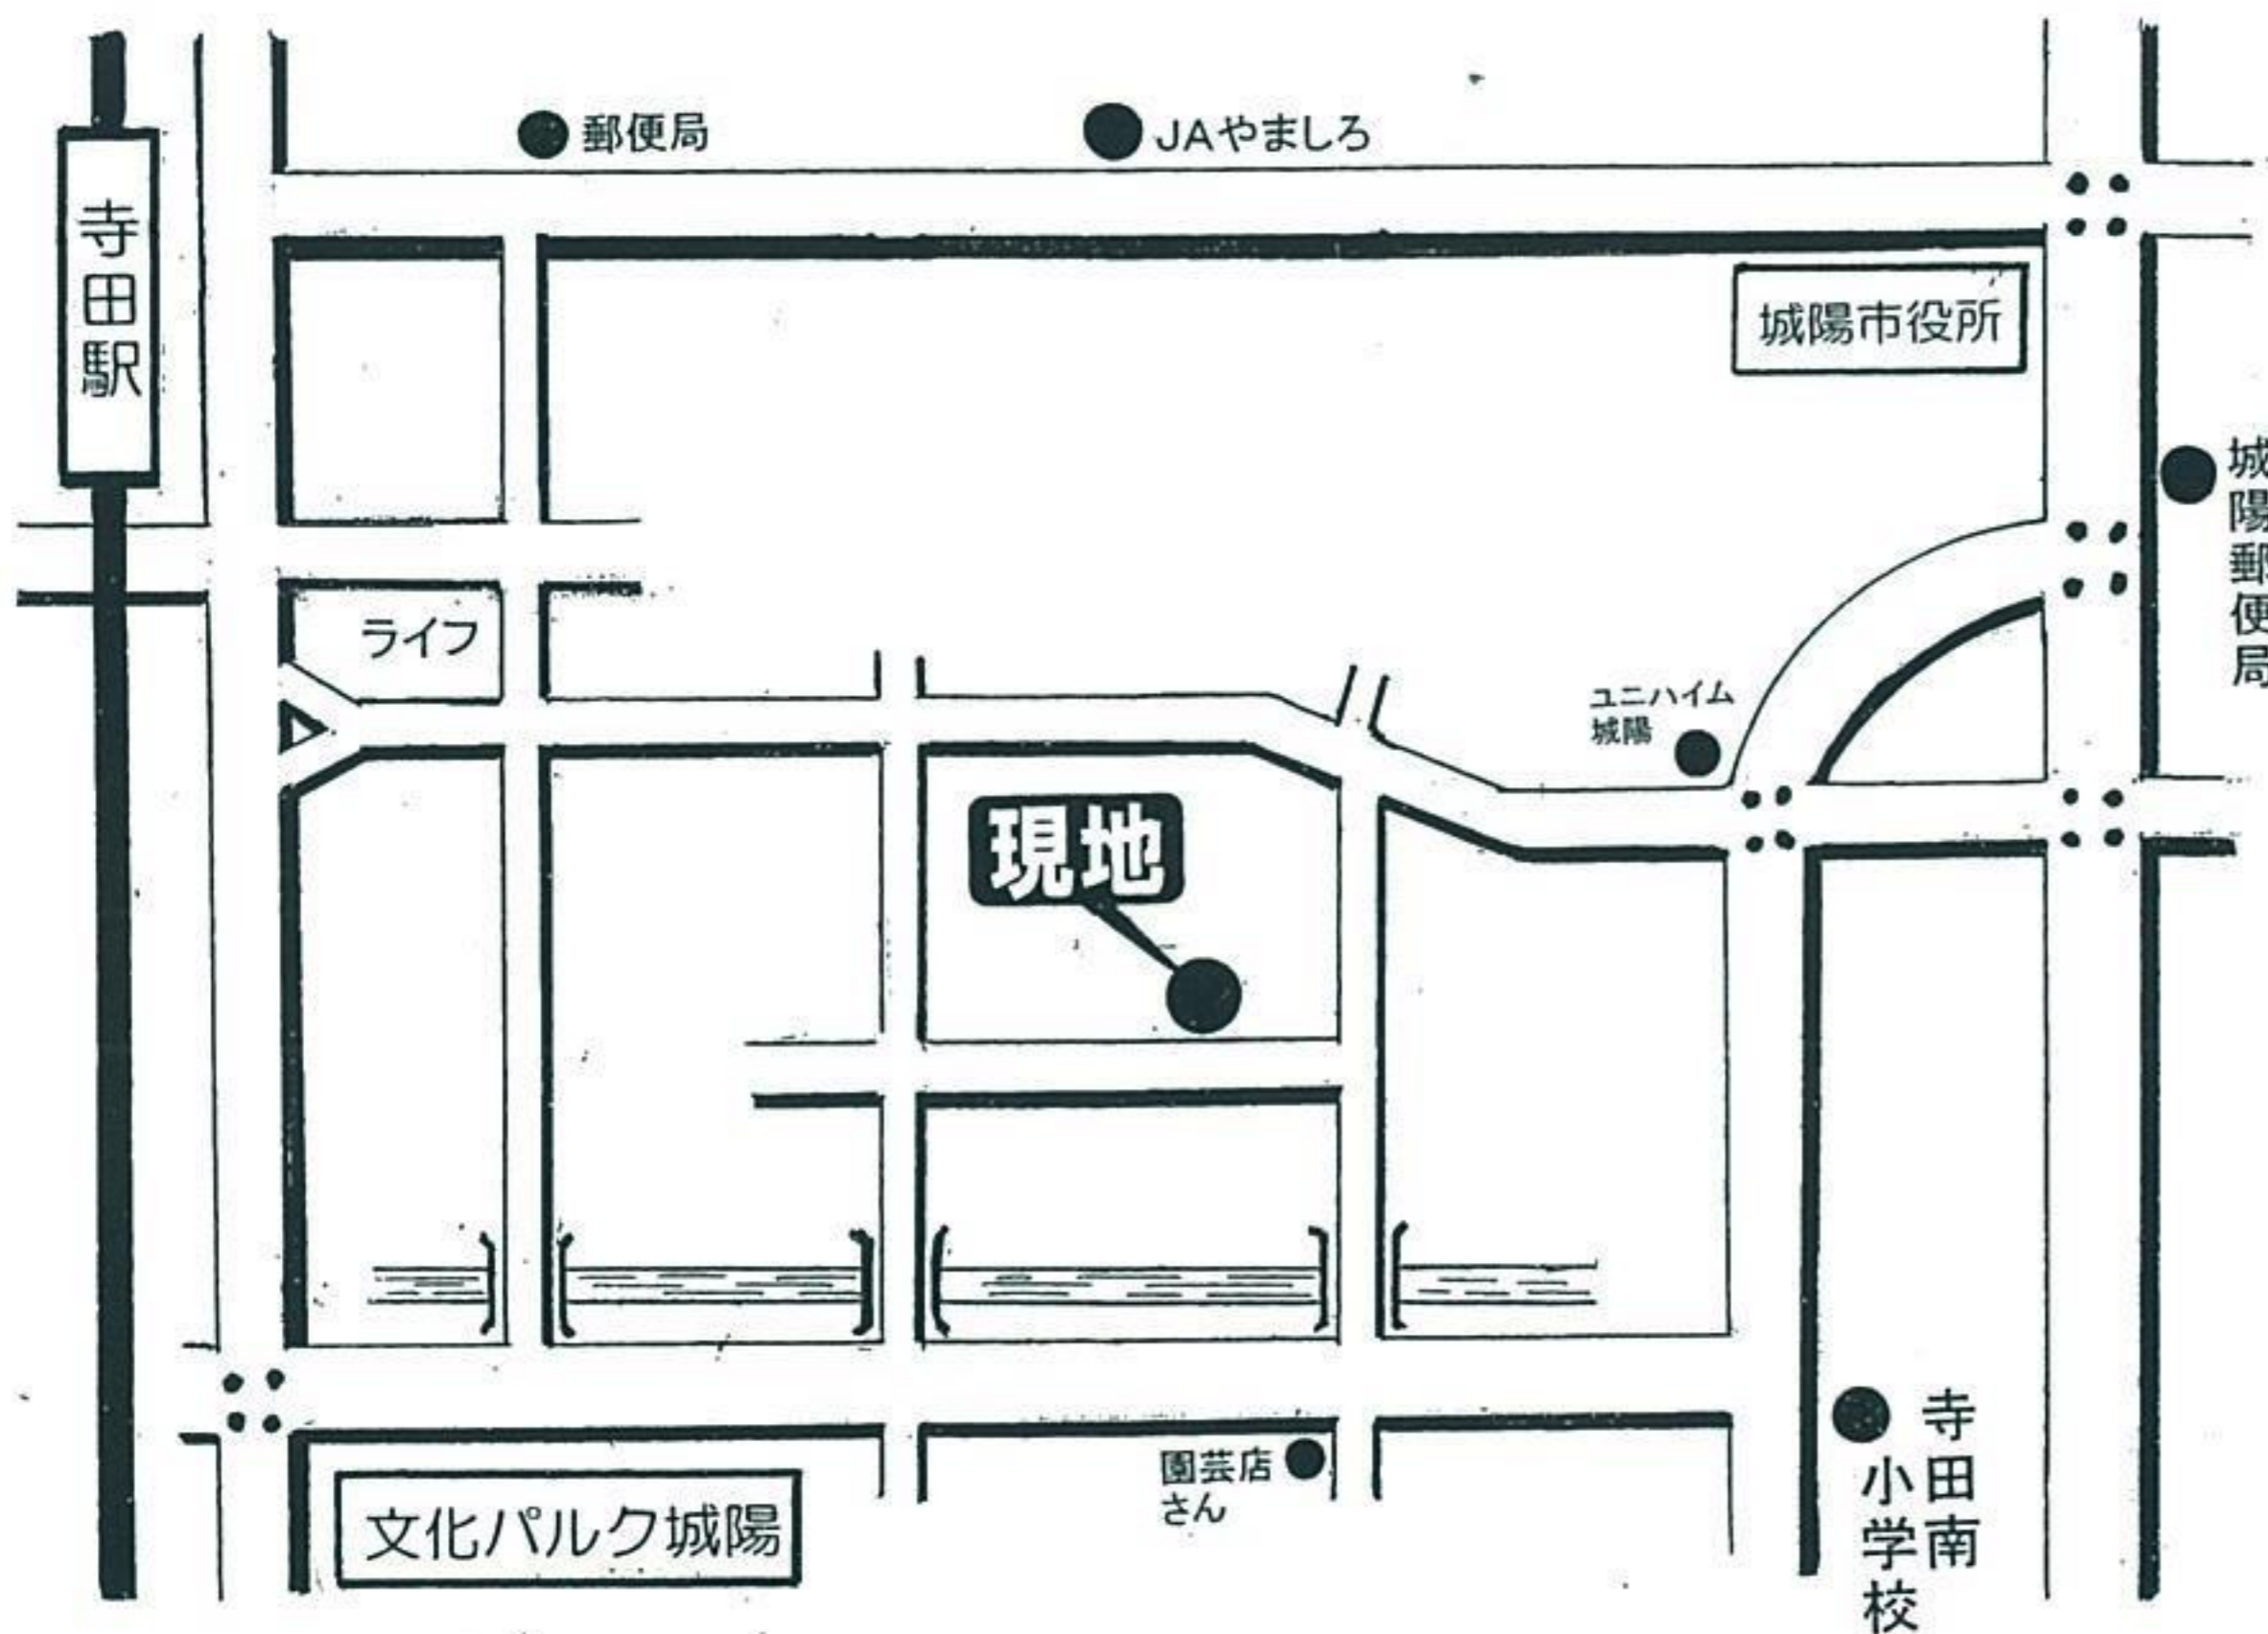 郵便局
JAやましろ
寺田駅
城陽市役所
城陽郵便局
ライフ
ユニハイム
城陽
現地
園芸店
さん
文化パルク城陽
寺田南
小学校